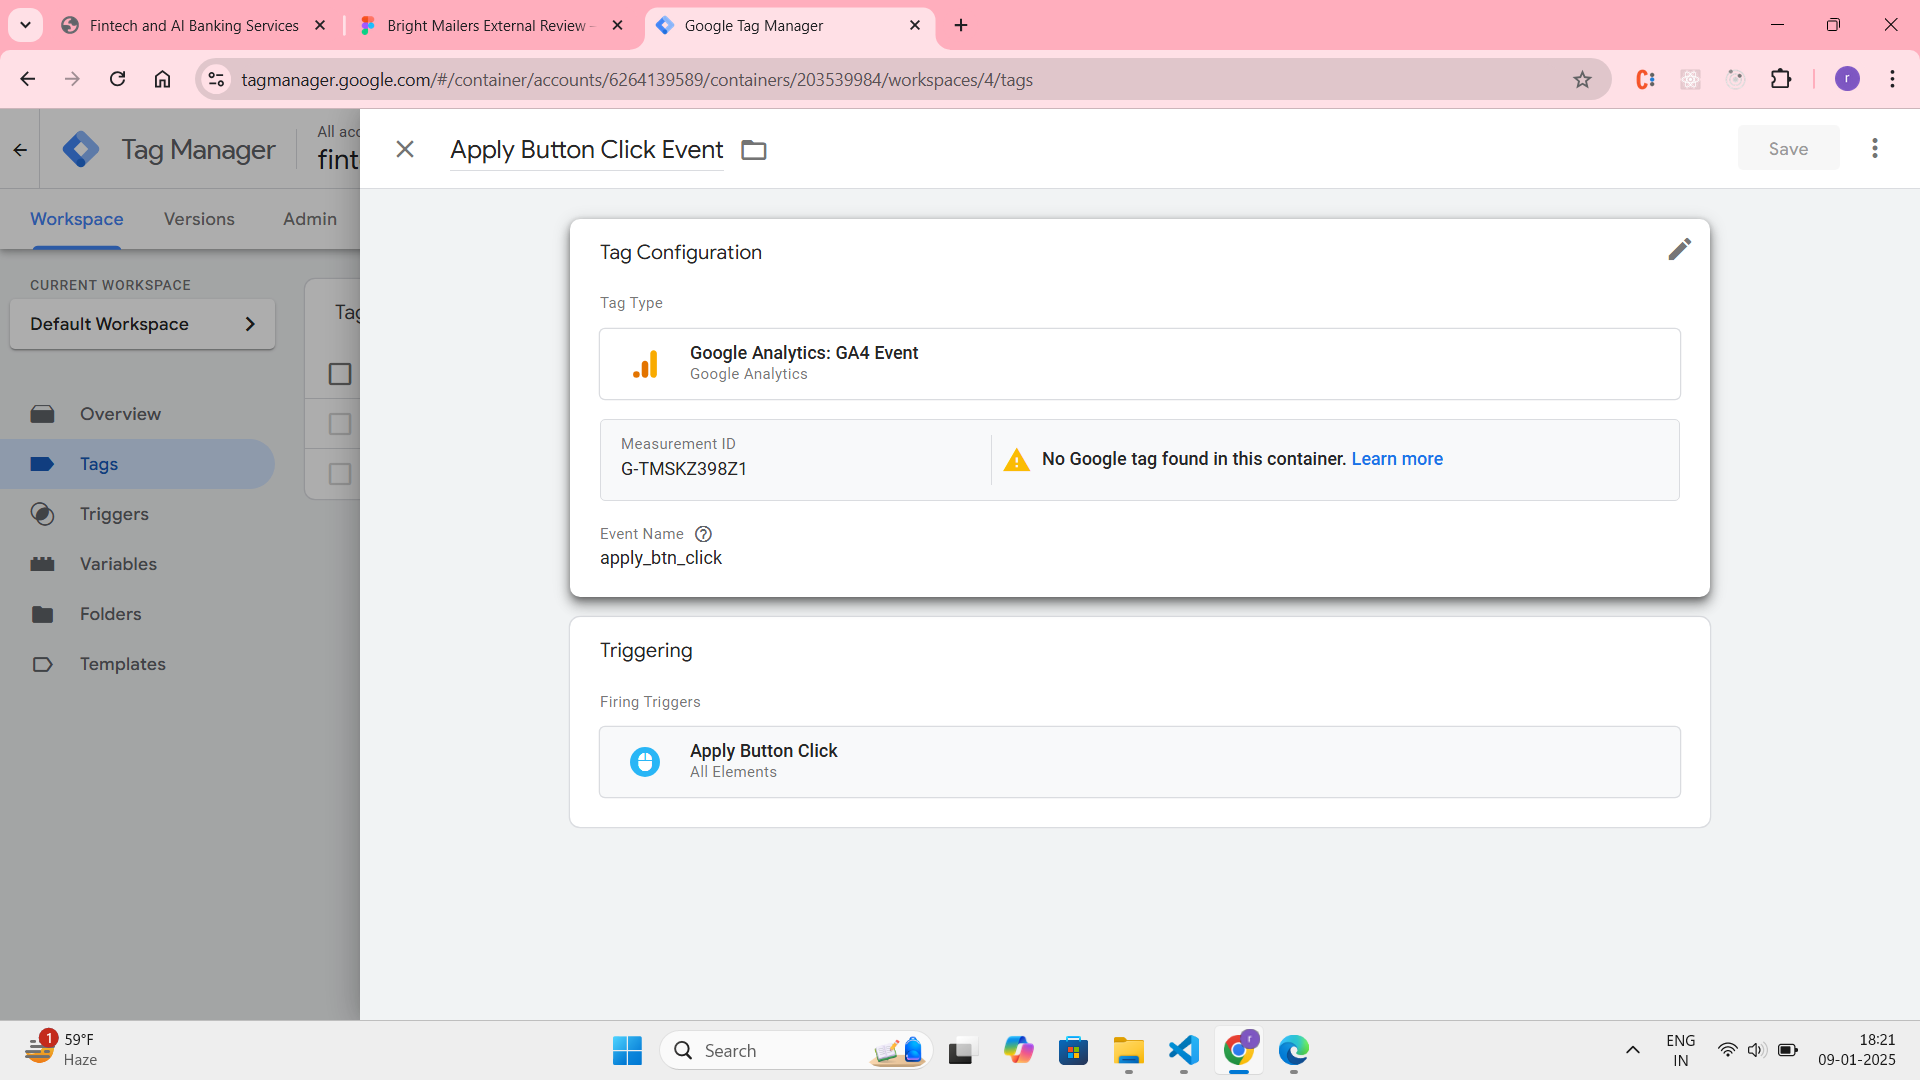 Fintech and AI Banking Services
Bright Mailers External Review -
Google Tag Manager
tagmanager.google.com/#/container/accounts/6264139589/containers/203539984/workspaces/4/tags
r
Tag Manager
All acc
fint
Apply Button Click Event
Save
Workspace
Versions
Admin
CURRENT WORKSPACE
Default Workspace
Tag
Overview
Tags
Triggers
Variables
Folders
Templates
Tag Configuration
Tag Type
Google Analytics: GA4 Event
Google Analytics
Measurement ID
G-TMSKZ398Z1
No Google tag found in this container. Learn more
Event Name
apply_btn_click
Triggering
Firing Triggers
Apply Button Click
All Elements
1
59°F
Haze
Search
r
ENG
IN
18:21
09-01-2025